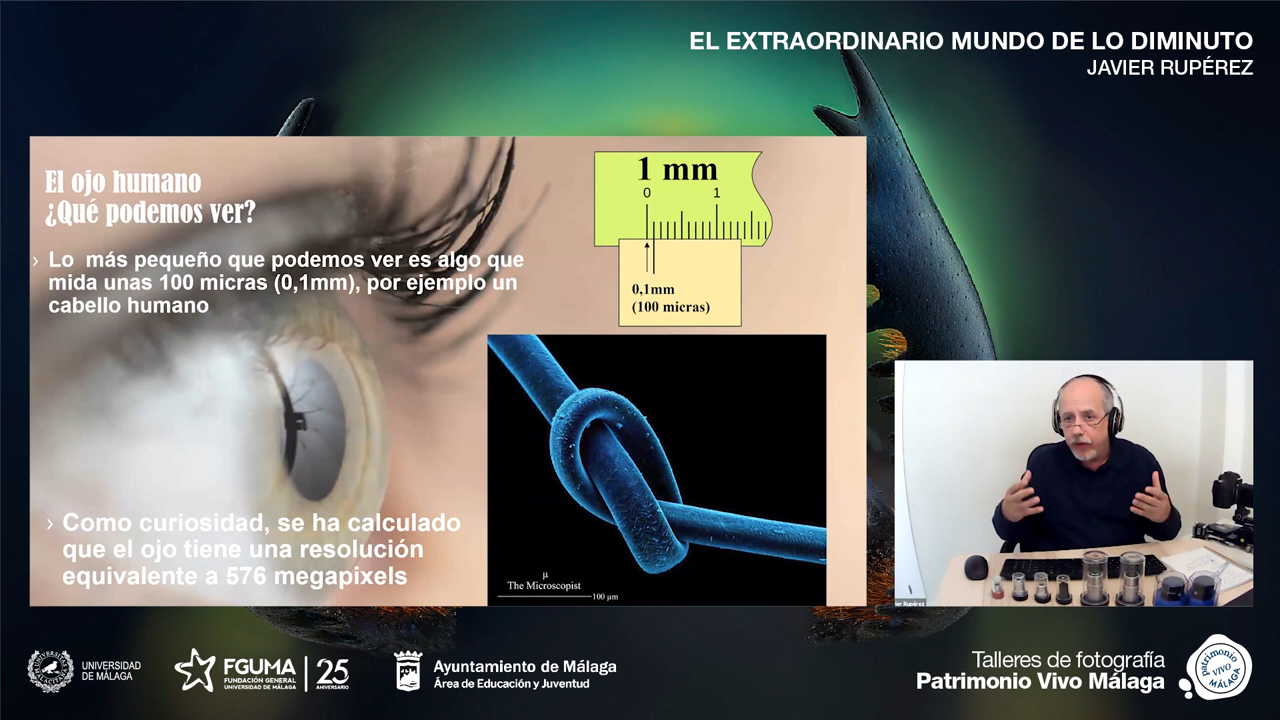 EL EXTRAORDINARIO MUNDO DE LO DIMINUTO
JAVIER RUPÉREZ
El ojo humano
¿Qué podemos ver?
› Lo más pequeño que podemos ver es algo que
mida unas 100 micras (0,1mm), por ejemplo un
cabello humano
1 mm
0 1
0,1mm
(100 micras)
› Como curiosidad, se ha calculado
que el ojo tiene una resolución
equivalente a 576 megapixels
μ
The Microscopist
100 μm
ier Rupérez
UNIVERSIDAD
DE MÁLAGA
FGUMA
FUNDACIÓN GENERAL
UNIVERSIDAD DE MÁLAGA
25
ANIVERSARIO
Ayuntamiento de Málaga
Área de Educación y Juventud
Talleres de fotografía
Patrimonio Vivo Málaga
patrimonio
VIVO
MÁLAGA